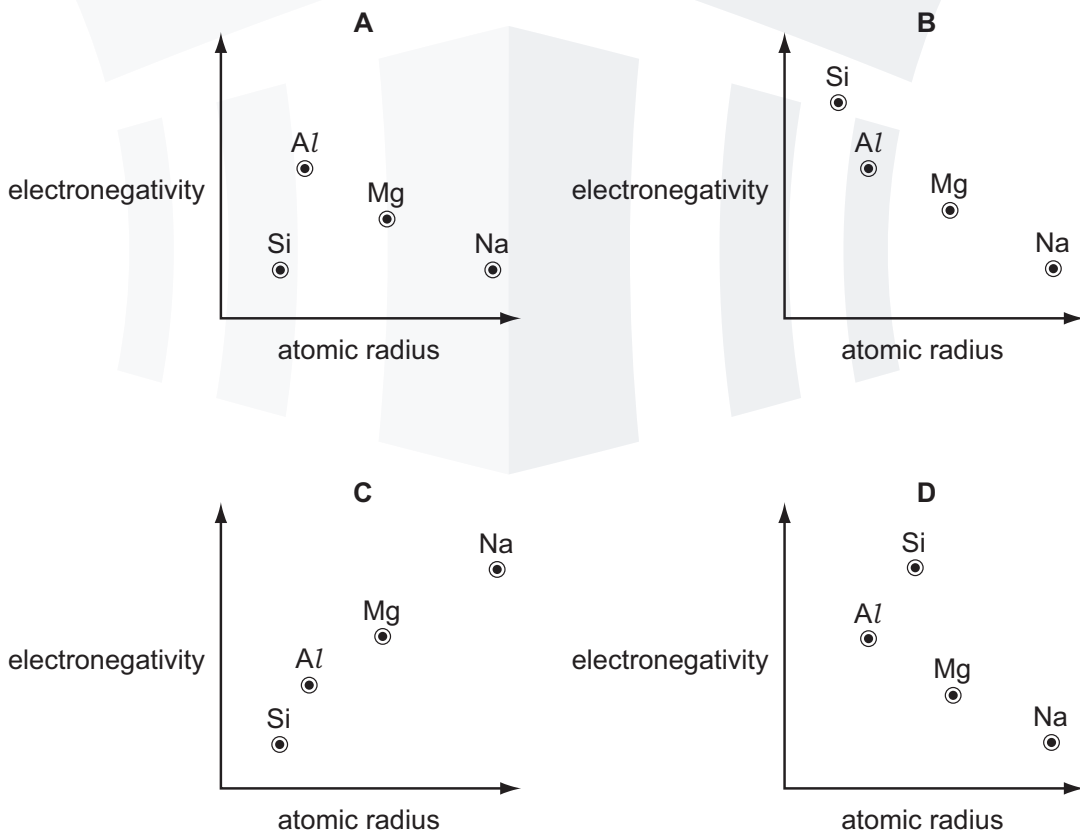 A
Al
electronegativity
Mg
Si
Na
atomic radius
B
Si
Al
electronegativity
Mg
Na
atomic radius
C
Na
Mg
electronegativity
Al
Si
atomic radius
D
Si
Al
electronegativity
Mg
Na
atomic radius